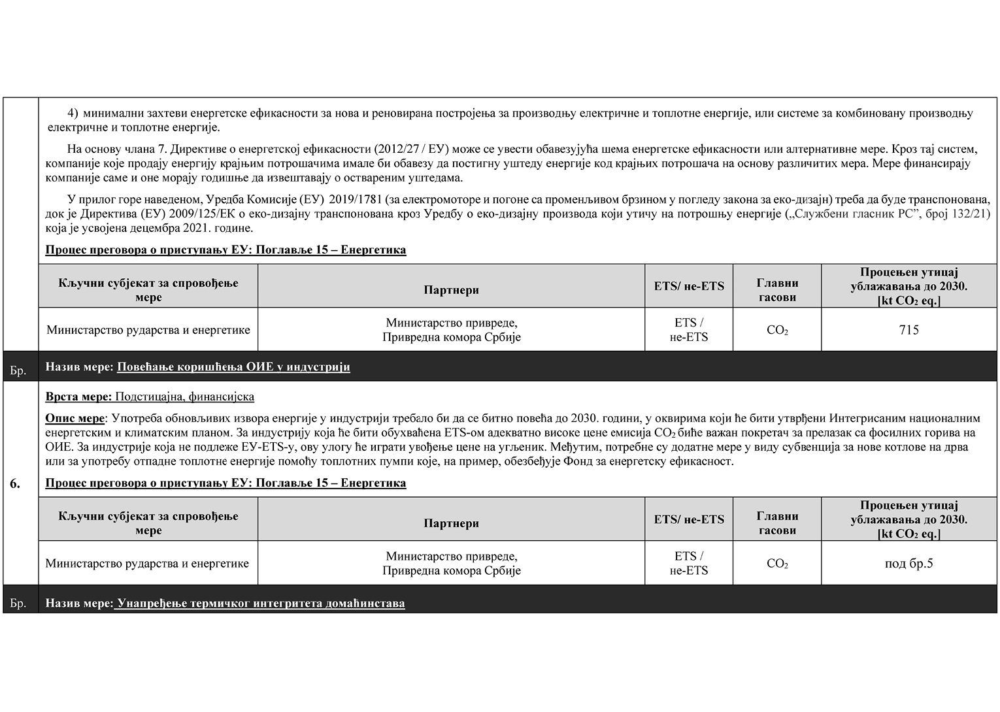 4) минимални захтеви енергетске ефикасности за нова и реновирана постројења за производњу електричне и топлотне енергије, или системе за комбиновану производњу
електричне и топлотне енергије.
На основу члана 7. Директиве о енергетској ефикасности (2012/27 / ЕУ) може се увести обавезујућа шема енергетске ефикасности или алтернативне мере. Кроз тај систем,
компаније које продају енергију крајњим потрошачима имале би обавезу да постигну уштеду енергије код крајњих потрошача на основу различитих мера. Мере финансирају
компаније саме и оне морају годишње да извештавају о оствареним уштедама.
У прилог горе наведеном, Уредба Комисије (ЕУ) 2019/1781 (за електромоторе и погоне са променљивом брзином у погледу закона за еко-дизајн) треба да буде транспонована,
док је Директива (ЕУ) 2009/125/ЕК о еко-дизајну транспонована кроз Уредбу о еко-дизајну производа који утичу на потрошњу енергије („Службени гласник РС”, број 132/21)
која је усвојена децембра 2021. године.
Процес преговора о приступању ЕУ: Поглавље 15 – Енергетика
Кључни субјекат за спровођење
мере
Партнери
ETS/ не-ETS
Главни
гасови
Процењен утицај
ублажавања до 2030.
[kt CO₂ eq.]
Министарство рударства и енергетике
Министарство привреде,
Привредна комора Србије
ETS /
не-ETS
CO₂
715
Бр.
Назив мере: Повећање коришћења ОИЕ у индустрији
Врста мере: Подстицајна, финансијска
Опис мере: Употреба обновљивих извора енергије у индустрији требало би да се битно повећа до 2030. години, у оквирима који ће бити утврђени Интегрисаним националним
енергетским и климатским планом. За индустрију која ће бити обухваћена ETS-ом адекватно високе цене емисија CO₂ биће важан покретач за прелазак са фосилних горива на
ОИЕ. За индустрије која не подлеже ЕУ-ETS-у, ову улогу ће играти увођење цене на угљеник. Међутим, потребне су додатне мере у виду субвенција за нове котлове на дрва
или за употребу отпадне топлотне енергије помоћу топлотних пумпи које, на пример, обезбеђује Фонд за енергетску ефикасност.
6.
Процес преговора о приступању ЕУ: Поглавље 15 – Енергетика
Кључни субјекат за спровођење
мере
Партнери
ETS/ не-ETS
Главни
гасови
Процењен утицај
ублажавања до 2030.
[kt CO₂ eq.]
Министарство рударства и енергетике
Министарство привреде,
Привредна комора Србије
ETS /
не-ETS
CO₂
под бр.5
Бр.
Назив мере: Унапређење термичког интегритета домаћинстава